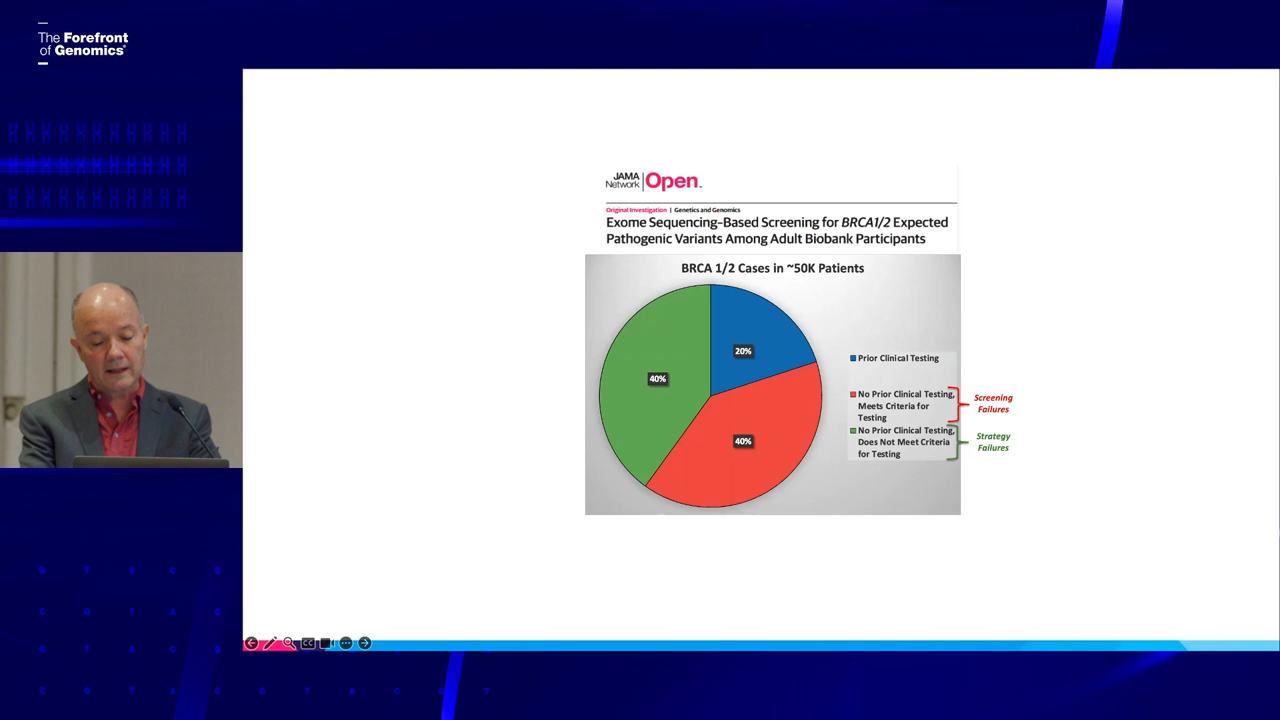 The Forefront
of Genomics®
JAMA
Network | Open™
Original Investigation | Genetics and Genomics
Exome Sequencing-Based Screening for BRCA1/2 Expected
Pathogenic Variants Among Adult Biobank Participants
BRCA 1/2 Cases in ~50K Patients
20%
40%
40%
Prior Clinical Testing
No Prior Clinical Testing,
Meets Criteria for
Testing
No Prior Clinical Testing,
Does Not Meet Criteria
for Testing
Screening
Failures
Strategy
Failures
CC